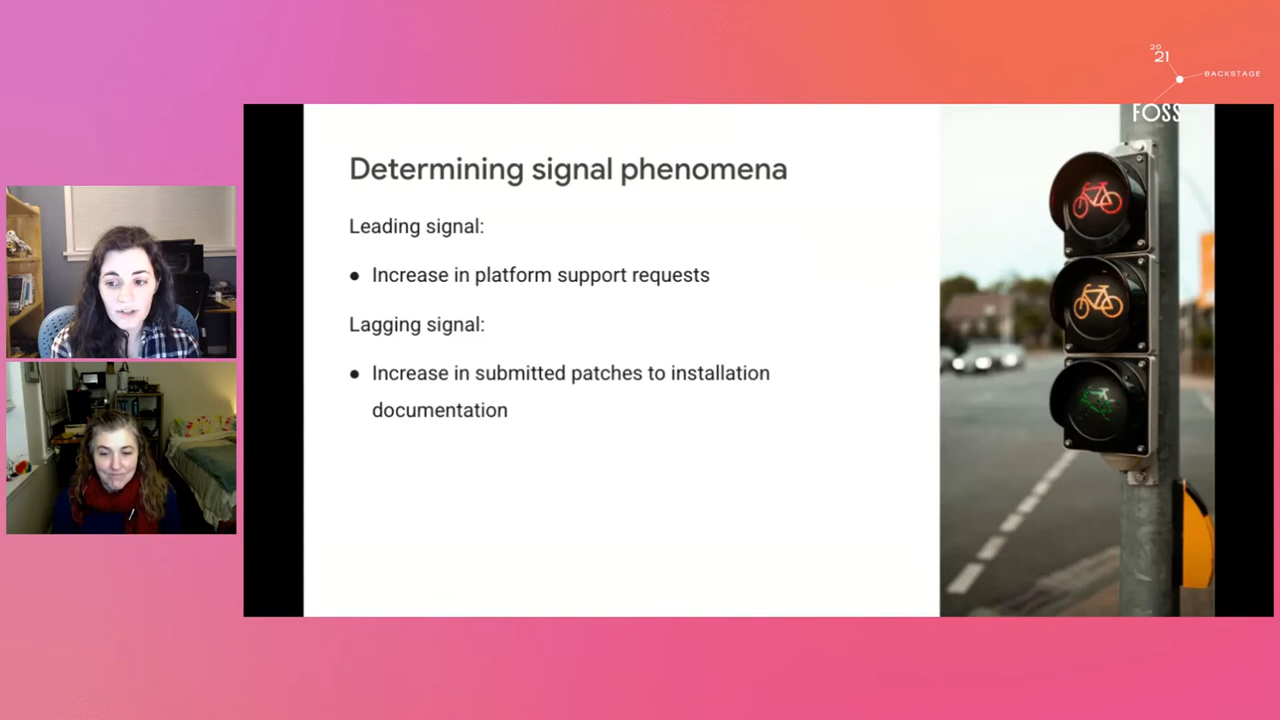 20
21
BACKSTAGE
FOSS
Determining signal phenomena
Leading signal:
● Increase in platform support requests
Lagging signal:
● Increase in submitted patches to installation
documentation